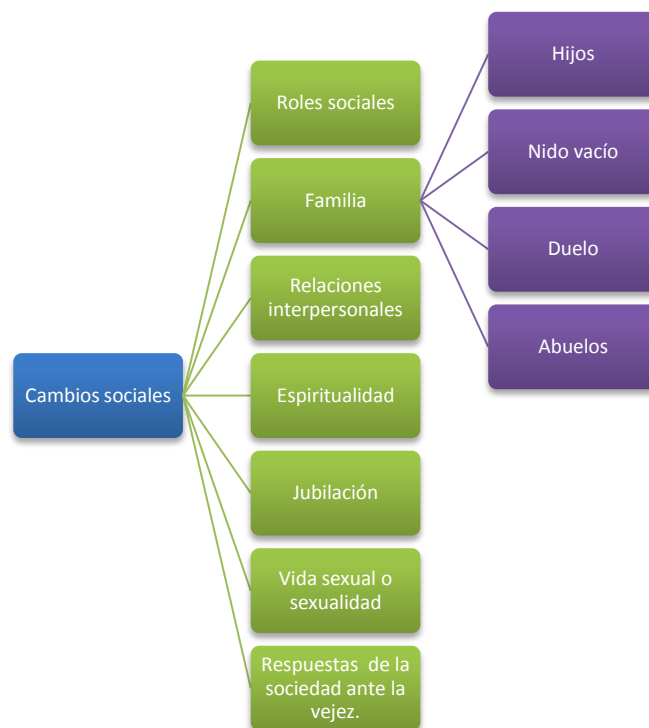 Cambios sociales
Roles sociales
Familia
Hijos
Nido vacío
Duelo
Abuelos
Relaciones
interpersonales
Espiritualidad
Jubilación
Vida sexual o
sexualidad
Respuestas de la
sociedad ante la
vejez.